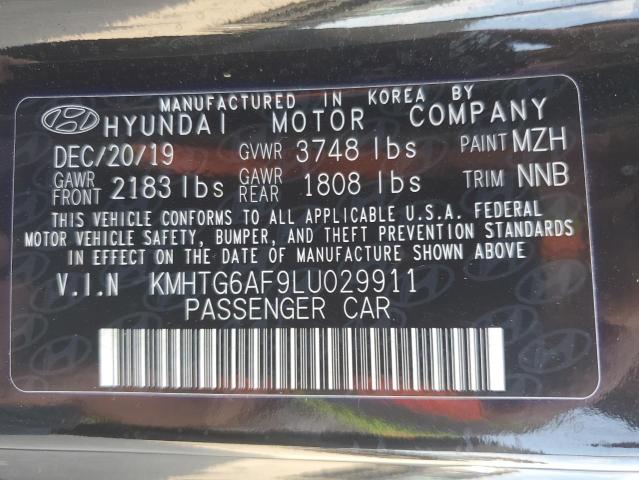 MANUFACTURED IN KOREA BY
HYUNDAI MOTOR COMPANY
DEC/20/19 GVWR 3748 lbs PAINT MZH
GAWR FRONT 2183 lbs GAWR REAR 1808 lbs TRIM NNB
THIS VEHICLE CONFORMS TO ALL APPLICABLE U.S.A. FEDERAL
MOTOR VEHICLE SAFETY, BUMPER, AND THEFT PREVENTION STANDARDS
IN EFFECT ON THE DATE OF MANUFACTURE SHOWN ABOVE
V.I.N KMHTG6AF9LU029911
PASSENGER CAR